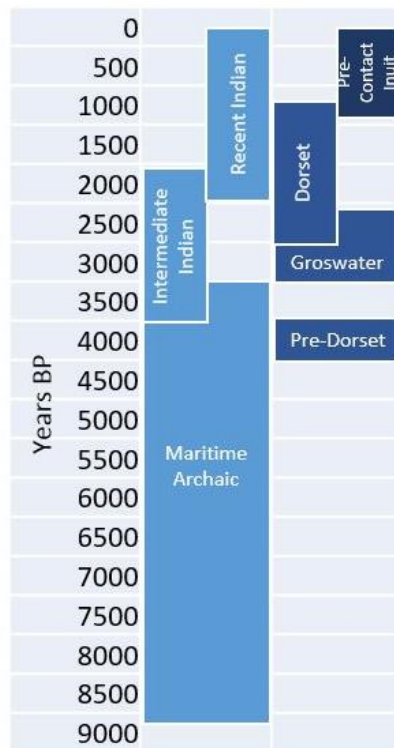 0
500
1000
1500
2000
2500
3000
3500
4000
4500
5000
5500
6000
6500
7000
7500
8000
8500
9000
Years BP
Intermediate
Indian
Recent Indian
Maritime
Archaic
Dorset
Pre-
Contact
Inuit
Groswater
Pre-Dorset